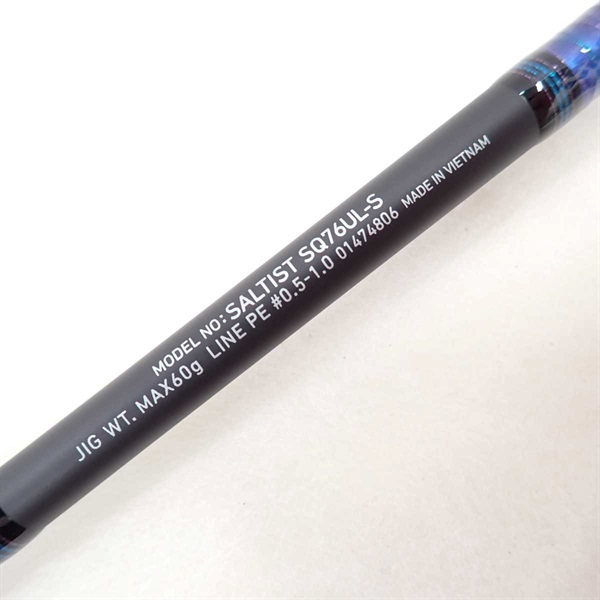 MODEL NO: SALTIST SQ76UL-S
JIG WT. MAX60g LINE PE #0.5-1.0 01474806 MADE IN VIETNAM